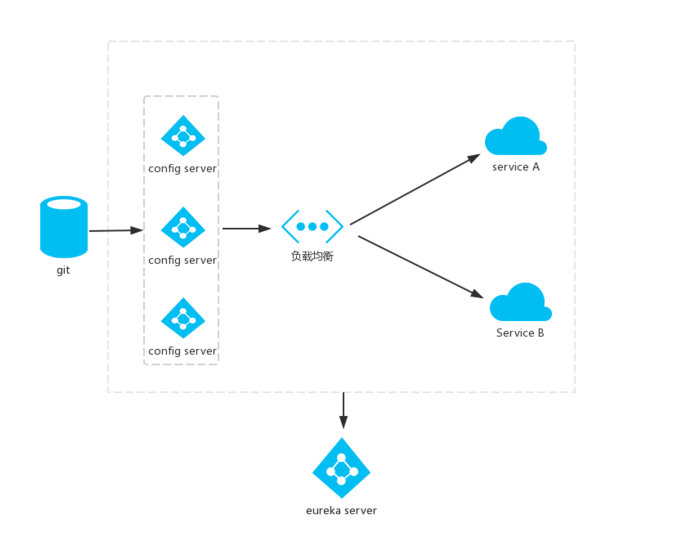 config server
service A
config server
负载均衡
git
config server
Service B
eureka server